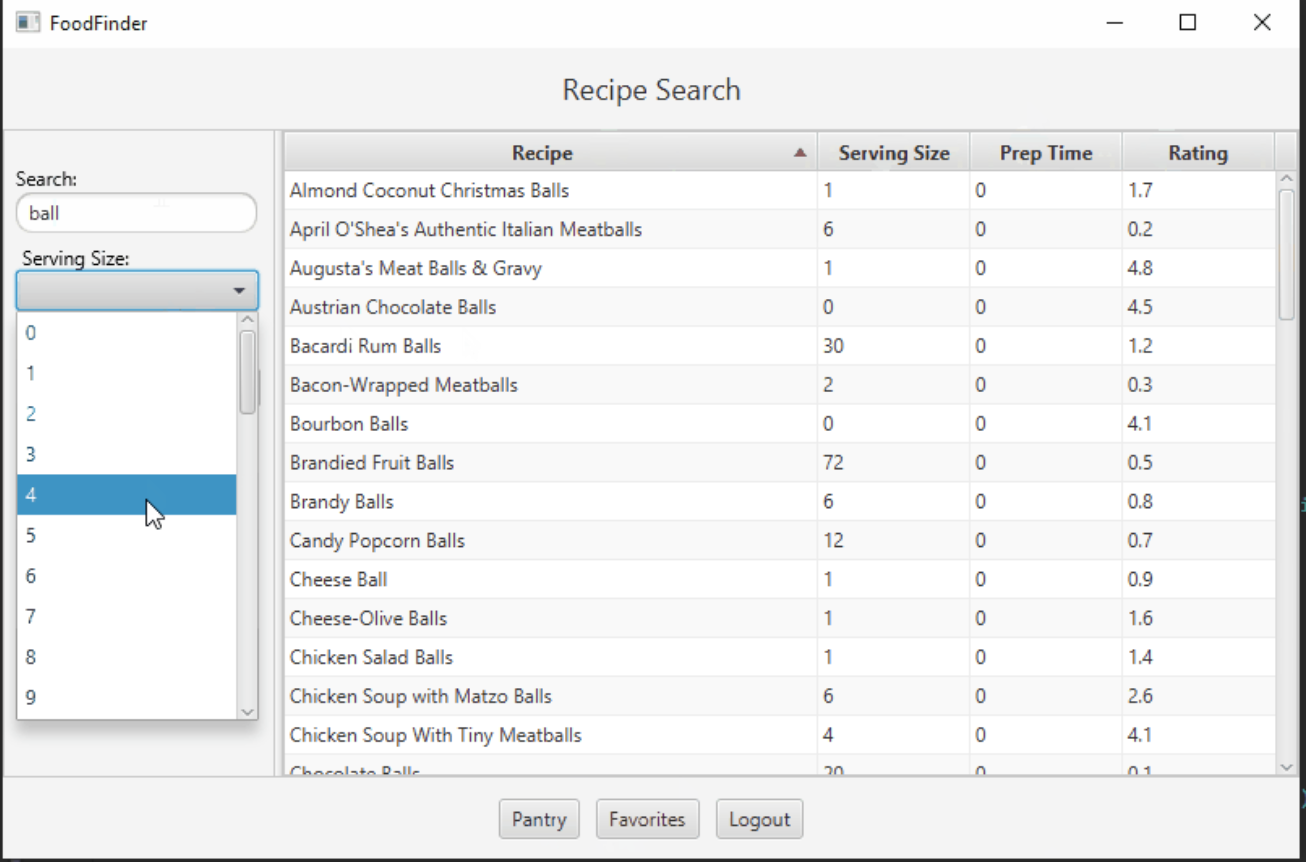 FoodFinder
Recipe Search
Search:
ball
Serving Size:
0
1
2
3
4
5
6
7
8
9
Recipe Serving Size Prep Time Rating
Almond Coconut Christmas Balls 1 0 1.7
April O'Shea's Authentic Italian Meatballs 6 0 0.2
Augusta's Meat Balls & Gravy 1 0 4.8
Austrian Chocolate Balls 0 0 4.5
Bacardi Rum Balls 30 0 1.2
Bacon-Wrapped Meatballs 2 0 0.3
Bourbon Balls 0 0 4.1
Brandied Fruit Balls 72 0 0.5
Brandy Balls 6 0 0.8
Candy Popcorn Balls 12 0 0.7
Cheese Ball 1 0 0.9
Cheese-Olive Balls 1 0 1.6
Chicken Salad Balls 1 0 1.4
Chicken Soup with Matzo Balls 6 0 2.6
Chicken Soup With Tiny Meatballs 4 0 4.1
Chocolate Balls 20 0 0.1
Pantry Favorites Logout